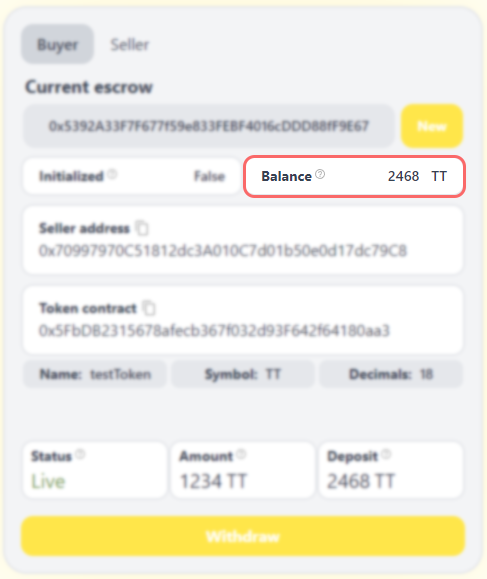 Buyer Seller
Current escrow
0x5392A33F7F677f59e833FEBF4016cDDD88fF9E67 New
Initialized False Balance 2468 TT
Seller address
0x70997970C51812dc3A010C7d01b50e0d17dc79C8
Token contract
0x5FbDB2315678afecb367f032d93F642f64180aa3
Name: testToken Symbol: TT Decimals: 18
Status Amount Deposit
Live 1234 TT 2468 TT
Withdraw